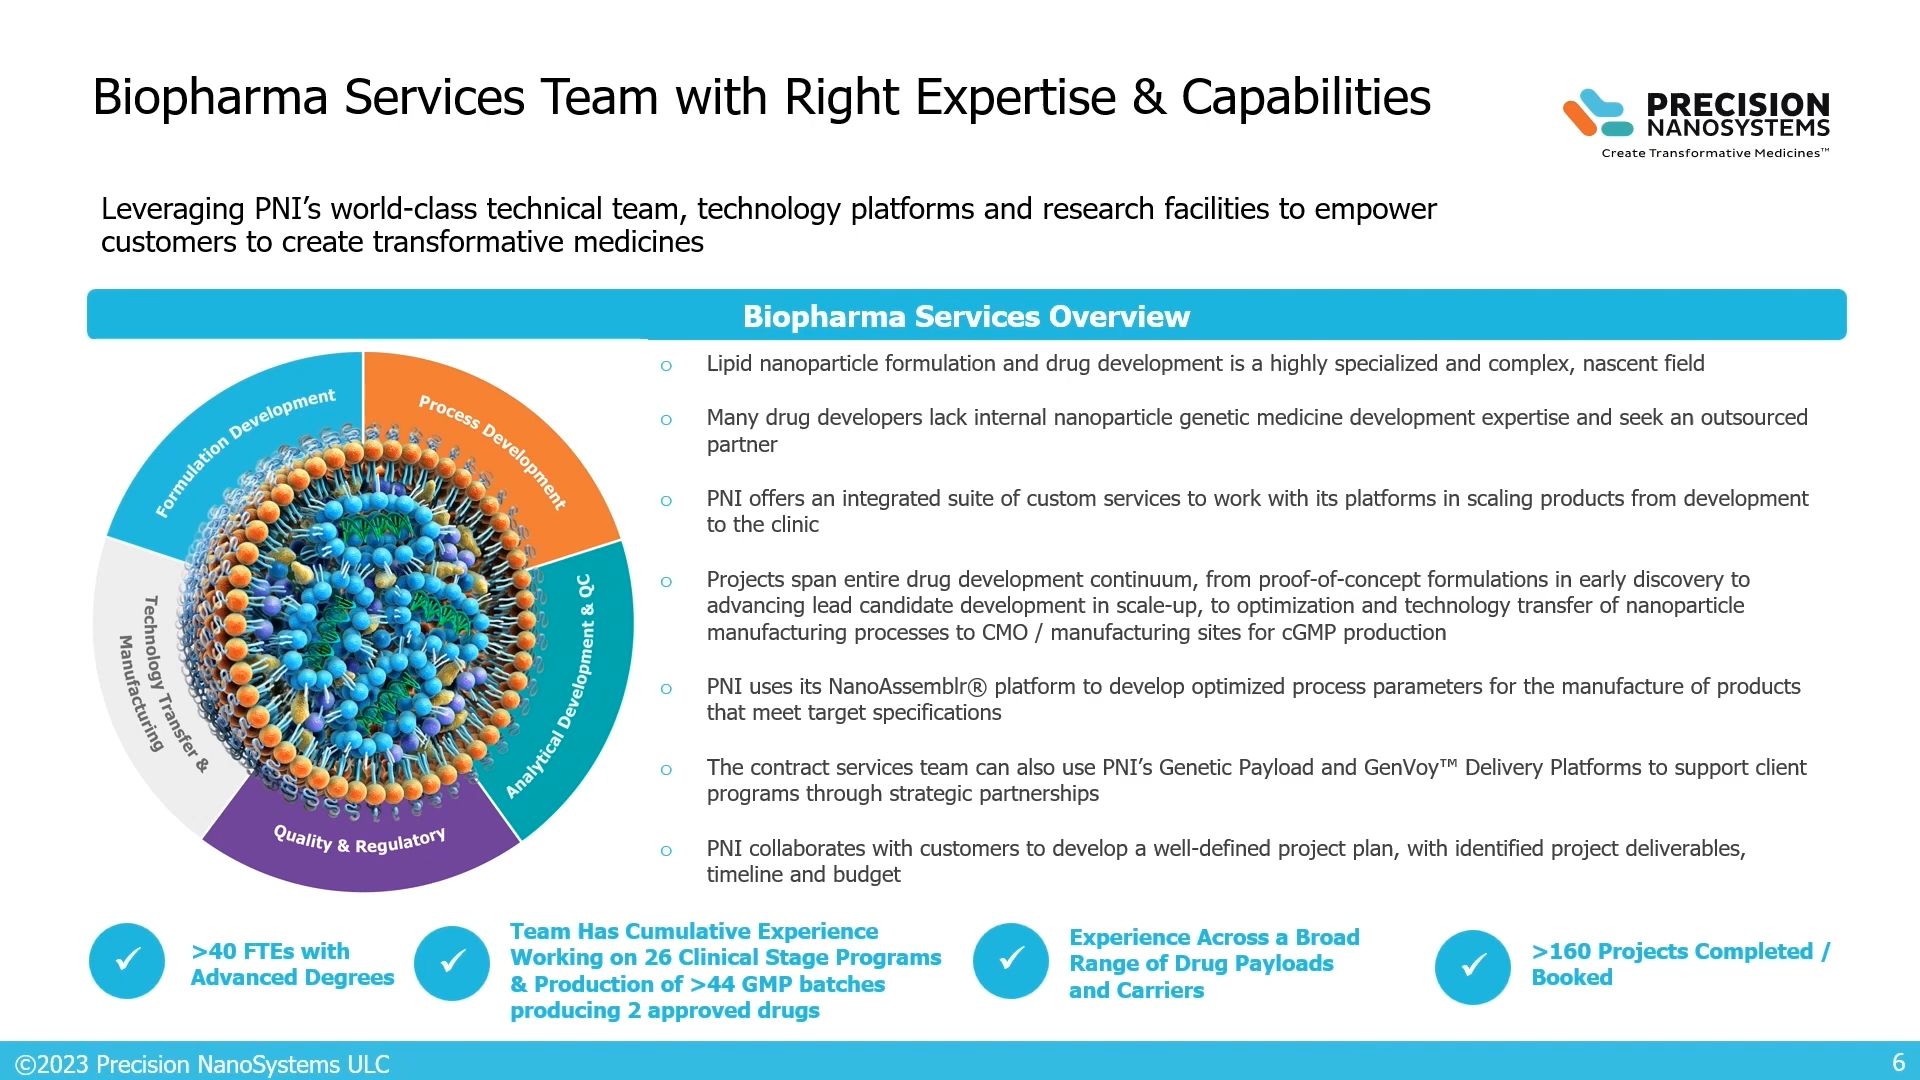 Biopharma Services Team with Right Expertise & Capabilities
PRECISION
NANOSYSTEMS
Create Transformative Medicines™
Leveraging PNI’s world-class technical team, technology platforms and research facilities to empower
customers to create transformative medicines
Biopharma Services Overview
Formulation Development
Process Development
Analytical Development & QC
Quality & Regulatory
Technology Transfer &
Manufacturing
o Lipid nanoparticle formulation and drug development is a highly specialized and complex, nascent field
o Many drug developers lack internal nanoparticle genetic medicine development expertise and seek an outsourced
partner
o PNI offers an integrated suite of custom services to work with its platforms in scaling products from development
to the clinic
o Projects span entire drug development continuum, from proof-of-concept formulations in early discovery to
advancing lead candidate development in scale-up, to optimization and technology transfer of nanoparticle
manufacturing processes to CMO / manufacturing sites for cGMP production
o PNI uses its NanoAssemblr® platform to develop optimized process parameters for the manufacture of products
that meet target specifications
o The contract services team can also use PNI’s Genetic Payload and GenVoy™ Delivery Platforms to support client
programs through strategic partnerships
o PNI collaborates with customers to develop a well-defined project plan, with identified project deliverables,
timeline and budget
✓ >40 FTEs with
Advanced Degrees
✓ Team Has Cumulative Experience
Working on 26 Clinical Stage Programs
& Production of >44 GMP batches
producing 2 approved drugs
✓ Experience Across a Broad
Range of Drug Payloads
and Carriers
✓ >160 Projects Completed /
Booked
©2023 Precision NanoSystems ULC
6